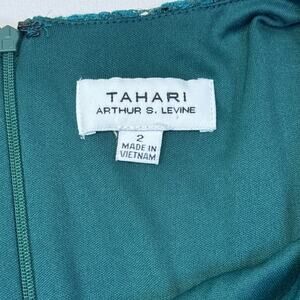 TAHARI
ARTHUR S. LEVINE
2
MADE IN
VIETNAM